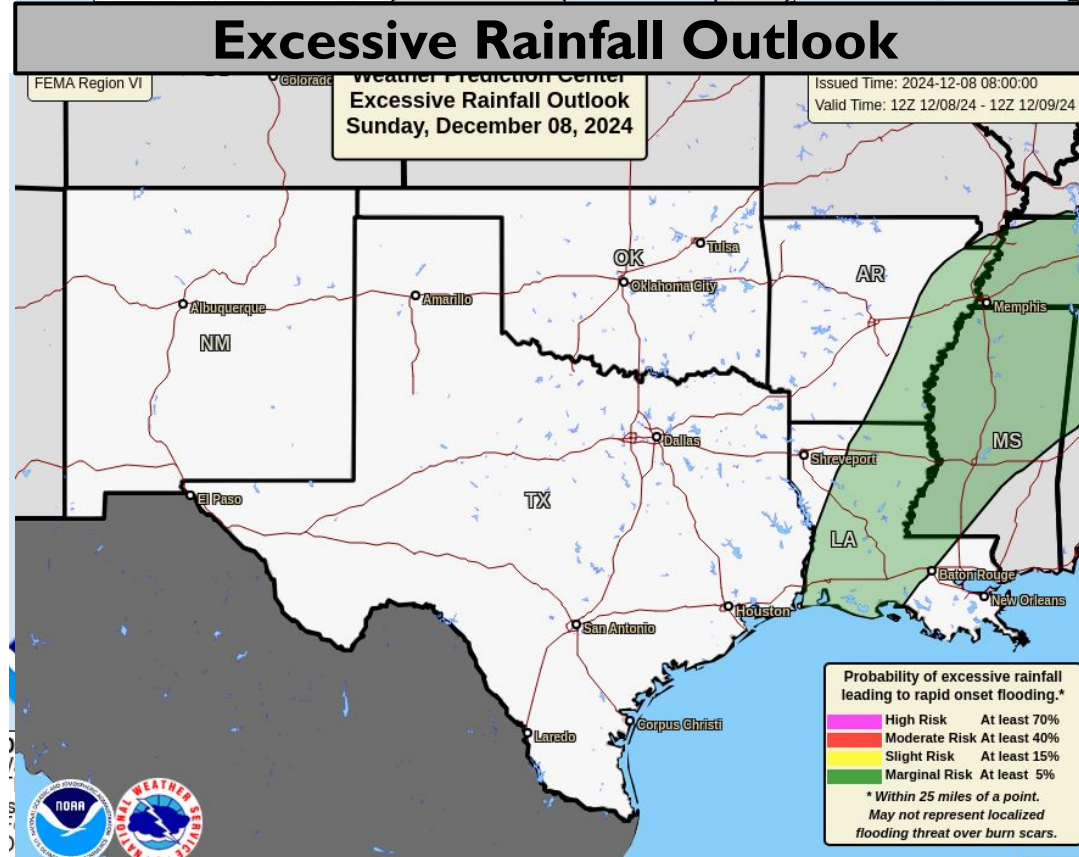 Excessive Rainfall Outlook
FEMA Region VI
Weather Prediction Center
Excessive Rainfall Outlook
Sunday, December 08, 2024
Issued Time: 2024-12-08 08:00:00
Valid Time: 12Z 12/08/24 - 12Z 12/09/24
Colorado
Tulsa
OK
Oklahoma City
AR
Amarillo
Albuquerque
Memphis
NM
Dallas
MS
Shreveport
El Paso
TX
LA
Baton Rouge
New Orleans
Houston
San Antonio
Corpus Christi
Laredo
Probability of excessive rainfall
leading to rapid onset flooding.*
High Risk At least 70%
Moderate Risk At least 40%
Slight Risk At least 15%
Marginal Risk At least 5%
* Within 25 miles of a point.
May not represent localized
flooding threat over burn scars.
NOAA
NATIONAL WEATHER SERVICE